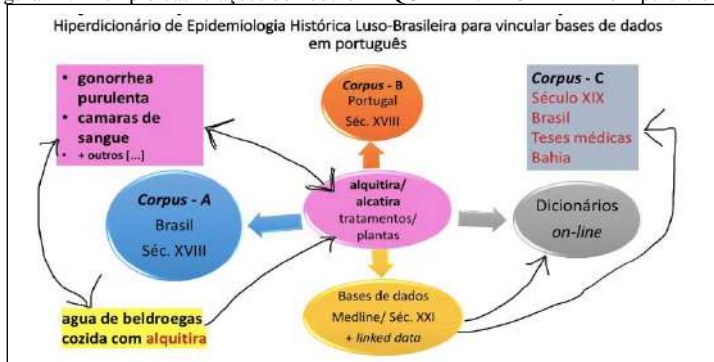 Hiperdicionário de Epidemiologia Histórica Luso-Brasileira para vincular bases de dados
em português
• gonorrhea
purulenta
• camaras de
sangue
• + outros [...]
Corpus - B
Portugal
Séc. XVIII
Corpus - C
Século XIX
Brasil
Teses médicas
Bahia
Corpus - A
Brasil
Séc. XVIII
alquitira/
alcatira
tratamentos/
plantas
Dicionários
on-line
agua de beldroegas
cozida com alquitira
Bases de dados
Medline/ Séc. XXI
+ linked data